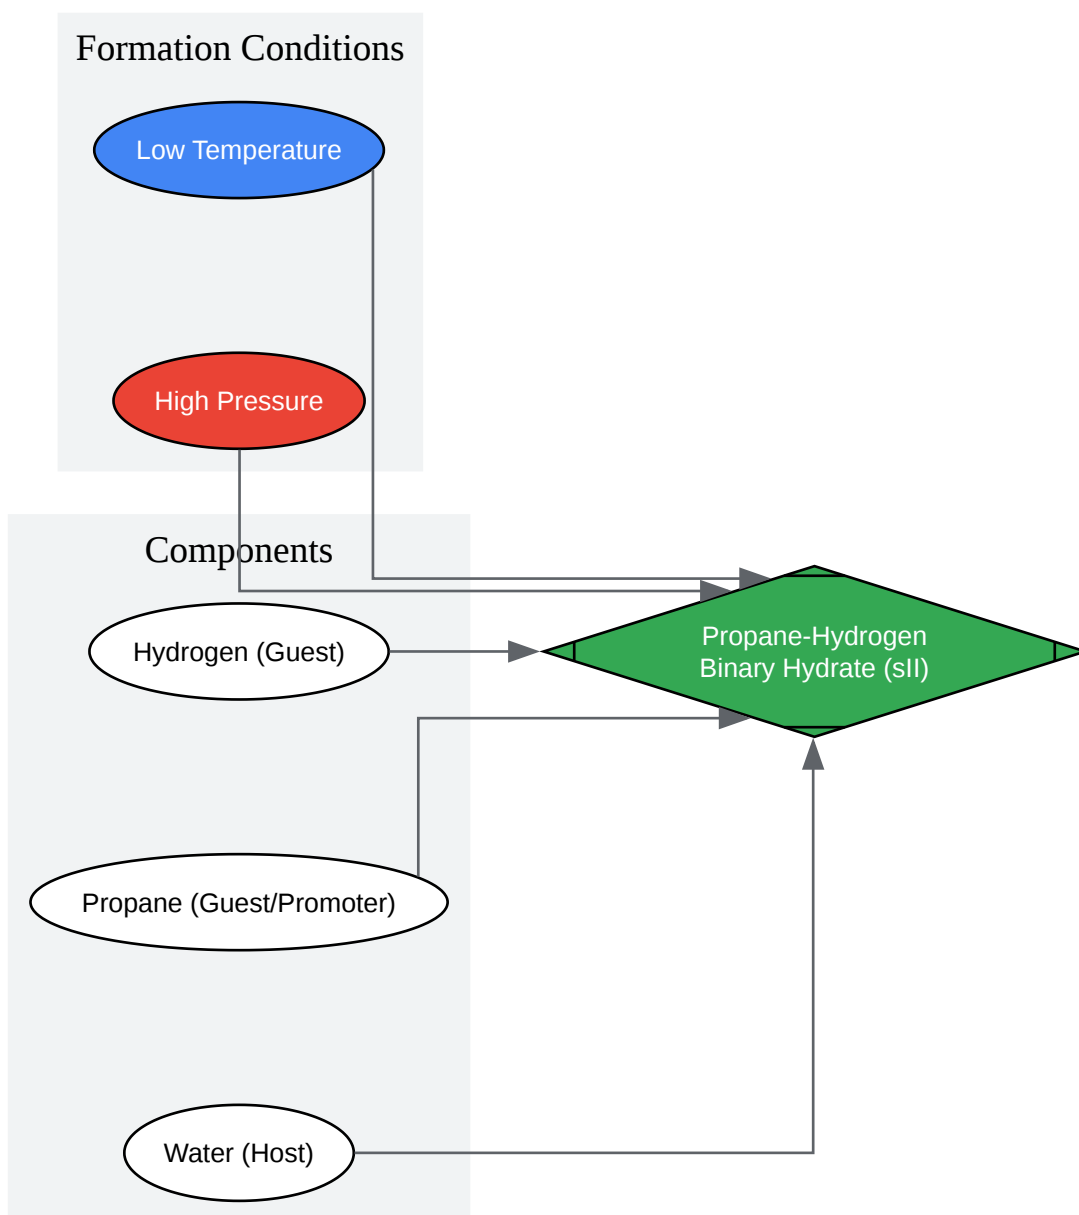 Formation Conditions
Low Temperature
High Pressure
Components
Hydrogen (Guest)
Propane-Hydrogen
Binary Hydrate (sII)
Propane (Guest/Promoter)
Water (Host)